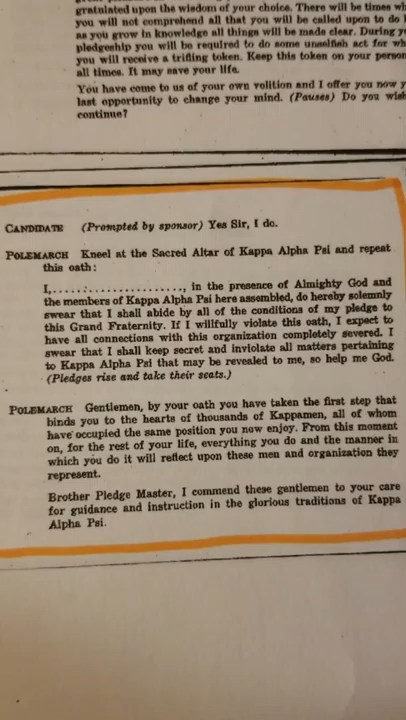 gratulated upon the wisdom of your choice. There will be times
you will not comprehend all that you will be called upon to do
as you grow in knowledge all things will be made clear. During
pledgeship you will be required to do some unselfish act for
you will receive a trifling token. Keep this token on your person
all times. It may save your life.
You have come to us of your own volition and I offer you now
last opportunity to change your mind. (Pauses) Do you
continue?
CANDIDATE (Prompted by sponsor) Yes Sir, I do.
POLEMARCH Kneel at the Sacred Altar of Kappa Alpha Psi and repeat
this oath:
I,......................, in the presence of Almighty God and
the members of Kappa Alpha Psi here assembled, do hereby solemnly
swear that I shall abide by all of the conditions of my pledge to
this Grand Fraternity. If I willfully violate this oath, I expect to
have all connections with this organization completely severed. I
swear that I shall keep secret and inviolate all matters pertaining
to Kappa Alpha Psi that may be revealed to me, so help me God.
(Pledges rise and take their seats.)
POLEMARCH Gentlemen, by your oath you have taken the first step that
binds you to the hearts of thousands of Kappamen, all of whom
have occupied the same position you now enjoy. From this moment
on, for the rest of your life, everything you do and the manner in
which you do it will reflect upon these men and organization they
represent.
Brother Pledge Master, I commend these gentlemen to your care
for guidance and instruction in the glorious traditions of Kappa
Alpha Psi.